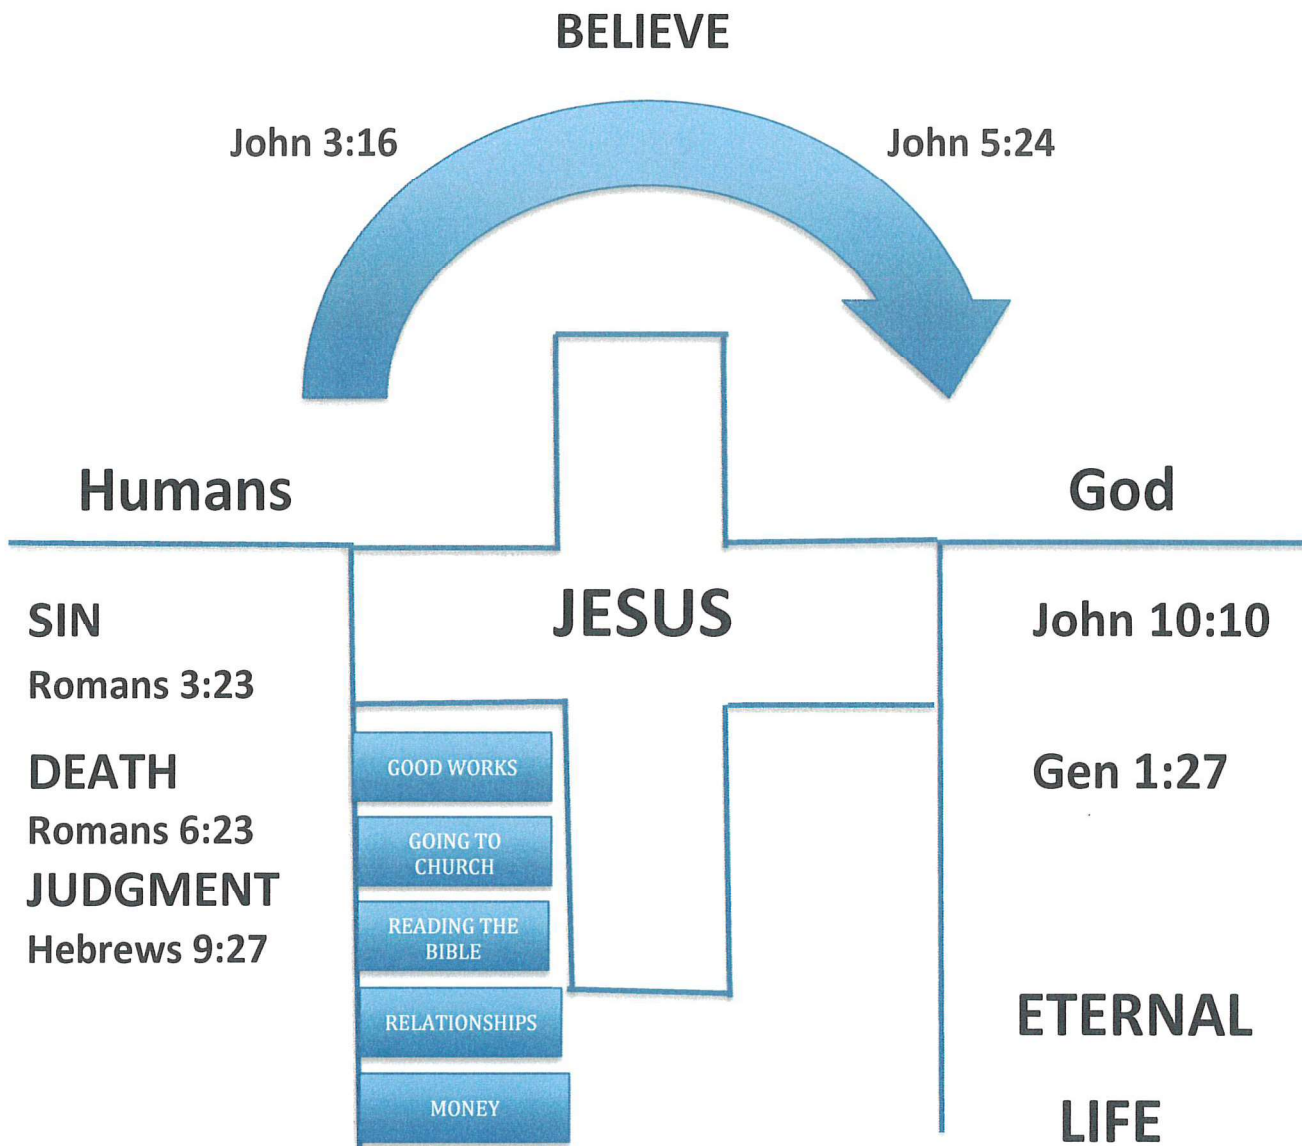 BELIEVE
John 3:16
John 5:24
Humans
God
JESUS
SIN
Romans 3:23
DEATH
Romans 6:23
JUDGMENT
Hebrews 9:27
GOOD WORKS
GOING TO
CHURCH
READING THE
BIBLE
RELATIONSHIPS
MONEY
John 10:10
Gen 1:27
ETERNAL
LIFE